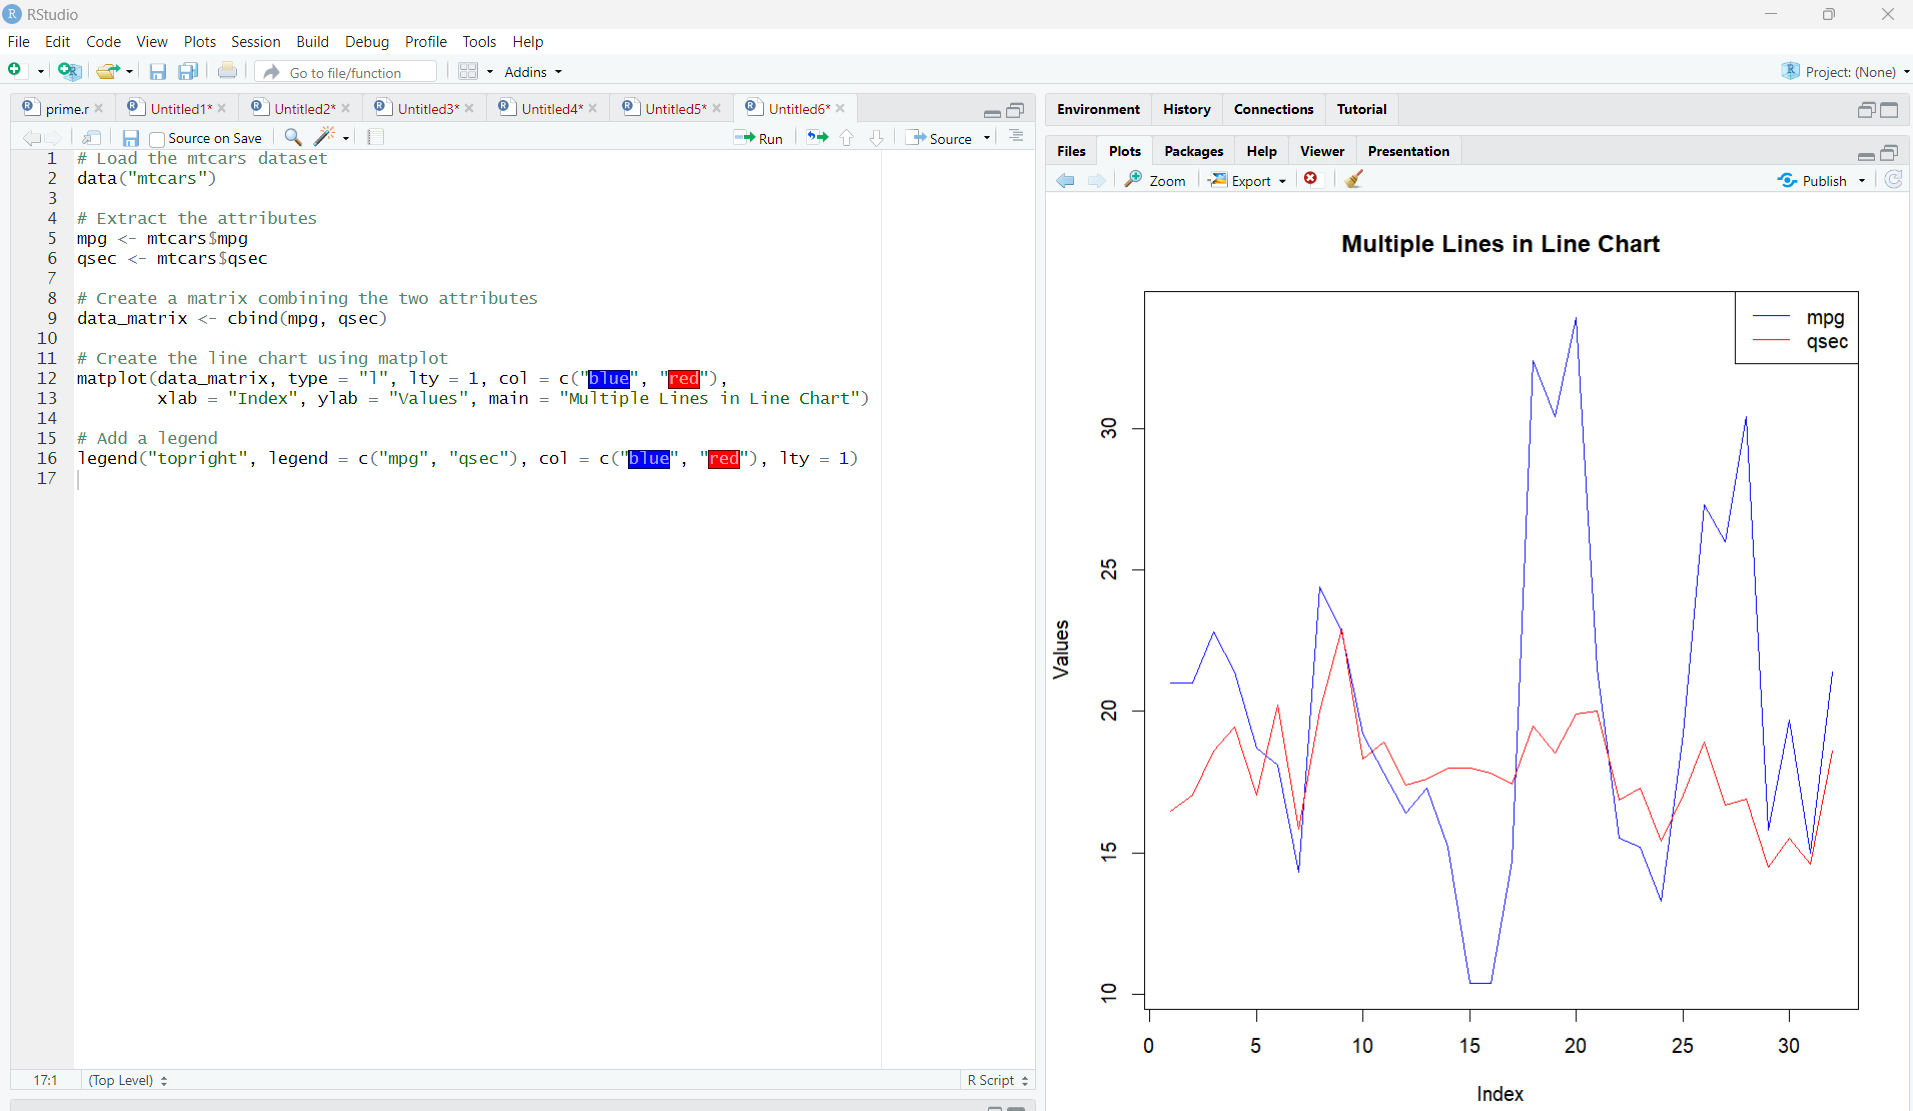 RStudio
File Edit Code View Plots Session Build Debug Profile Tools Help
Go to file/function Addins Project: (None)
prime.r Untitled1* Untitled2* Untitled3* Untitled4* Untitled5* Untitled6*
Source on Save Run Source
1 # Load the mtcars dataset
2 data("mtcars")
3
4 # Extract the attributes
5 mpg <- mtcars$mpg
6 qsec <- mtcars$qsec
7
8 # Create a matrix combining the two attributes
9 data_matrix <- cbind(mpg, qsec)
10
11 # Create the line chart using matplot
12 matplot(data_matrix, type = "l", lty = 1, col = c("blue", "red"),
13 xlab = "Index", ylab = "Values", main = "Multiple Lines in Line Chart")
14
15 # Add a legend
16 legend("topright", legend = c("mpg", "qsec"), col = c("blue", "red"), lty = 1)
17
17:1 (Top Level) R Script
Environment History Connections Tutorial
Files Plots Packages Help Viewer Presentation
Zoom Export Publish
Multiple Lines in Line Chart
mpg
qsec
Values
30
25
20
15
10
0 5 10 15 20 25 30
Index